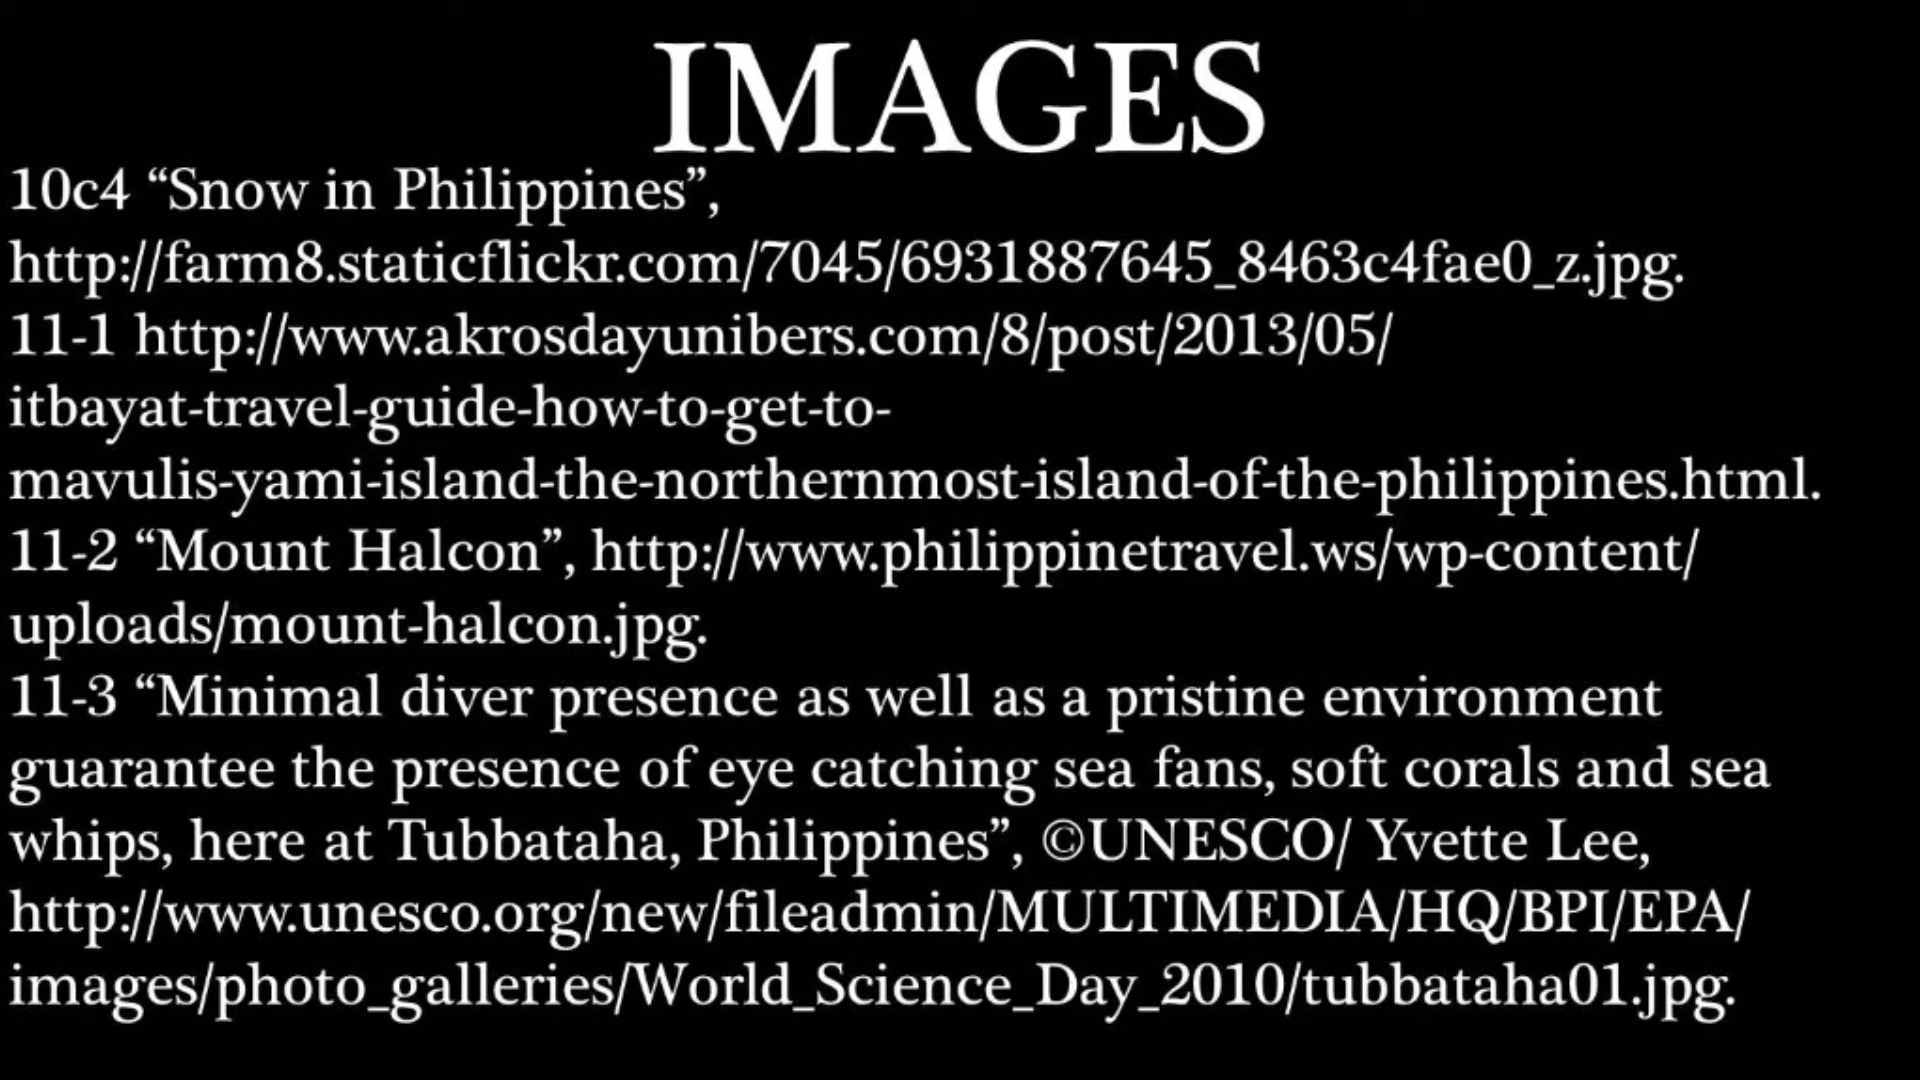 IMAGES
10c4 “Snow in Philippines”,
http://farm8.staticflickr.com/7045/6931887645_8463c4fae0_z.jpg.
11-1 http://www.akrosdayunibers.com/8/post/2013/05/
itbayat-travel-guide-how-to-get-to-
mavulis-yami-island-the-northernmost-island-of-the-philippines.html.
11-2 “Mount Halcon”, http://www.philippinetravel.ws/wp-content/
uploads/mount-halcon.jpg.
11-3 “Minimal diver presence as well as a pristine environment
guarantee the presence of eye catching sea fans, soft corals and sea
whips, here at Tubbataha, Philippines”, ©UNESCO/ Yvette Lee,
http://www.unesco.org/new/fileadmin/MULTIMEDIA/HQ/BPI/EPA/
images/photo_galleries/World_Science_Day_2010/tubbataha01.jpg.